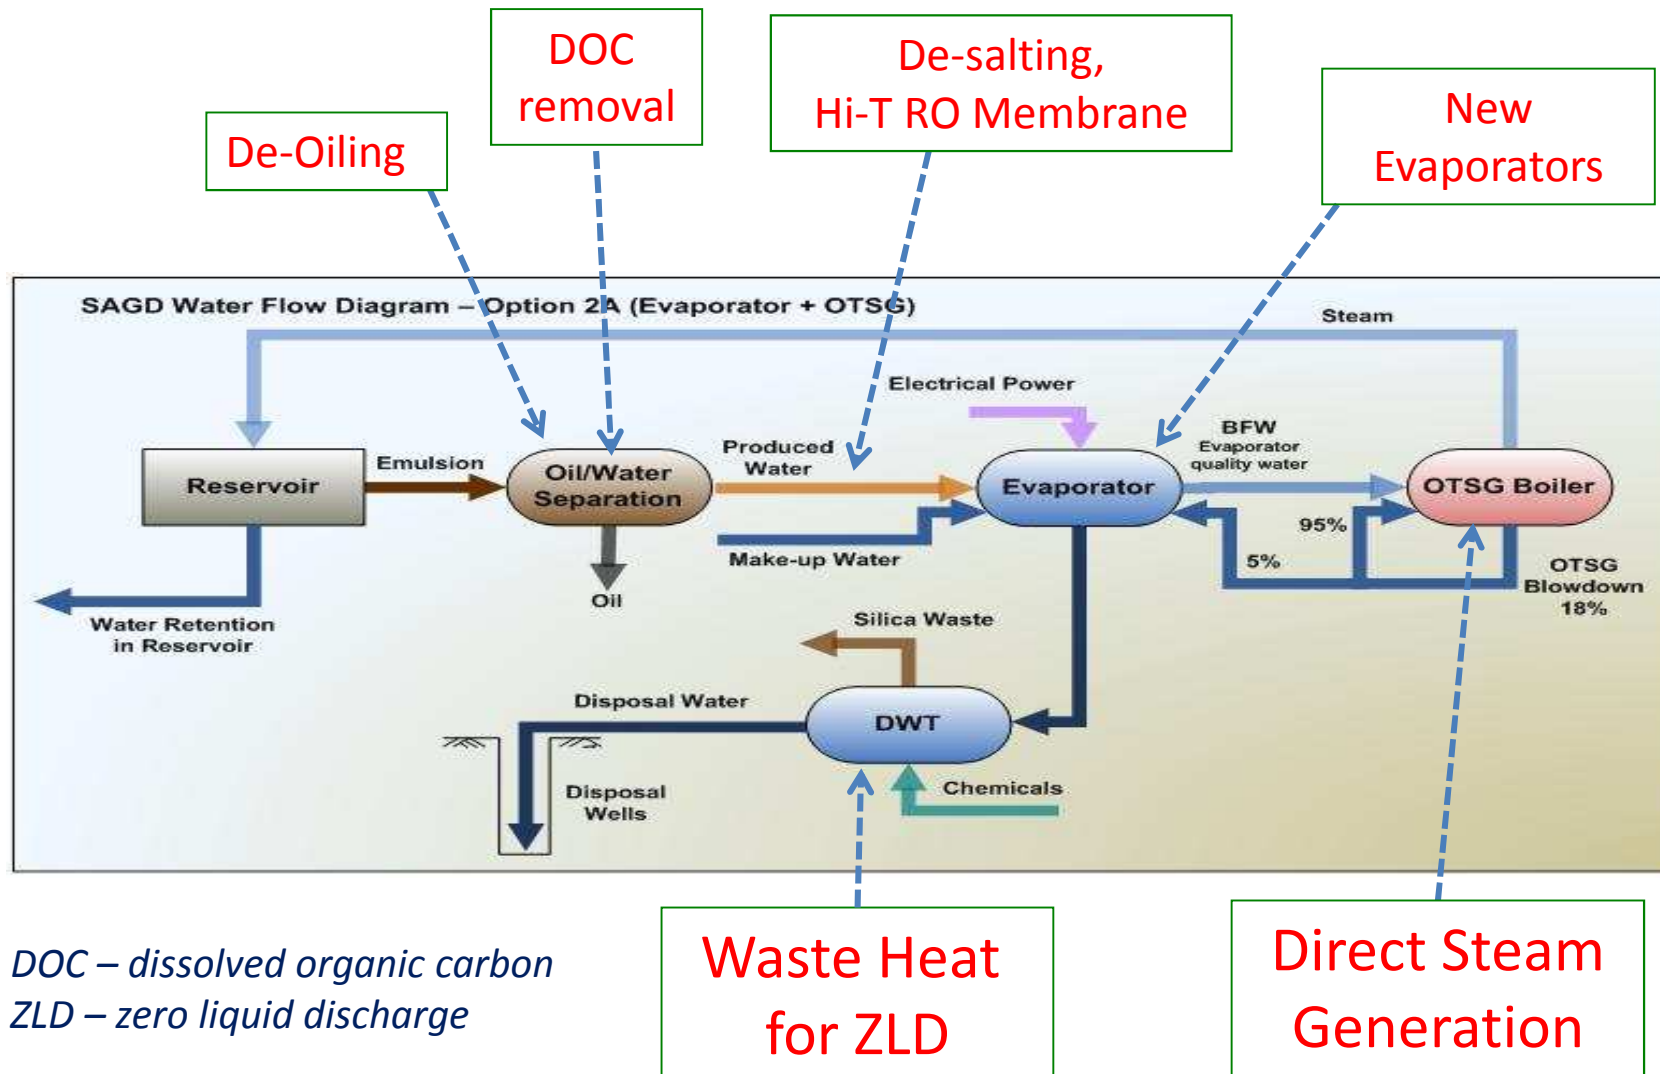 DOC
removal
De-salting,
Hi-T RO Membrane
New
Evaporators
De-Oiling
SAGD Water Flow Diagram – Option 2A (Evaporator + OTSG)
Steam
Electrical Power
BFW
Evaporator
quality water
Produced
Water
Emulsion
Reservoir
Oil/Water
Separation
Evaporator
OTSG Boiler
95%
5%
Make-up Water
OTSG
Blowdown
18%
Oil
Water Retention
in Reservoir
Silica Waste
Disposal Water
DWT
Disposal
Wells
Chemicals
DOC – dissolved organic carbon
ZLD – zero liquid discharge
Waste Heat
for ZLD
Direct Steam
Generation